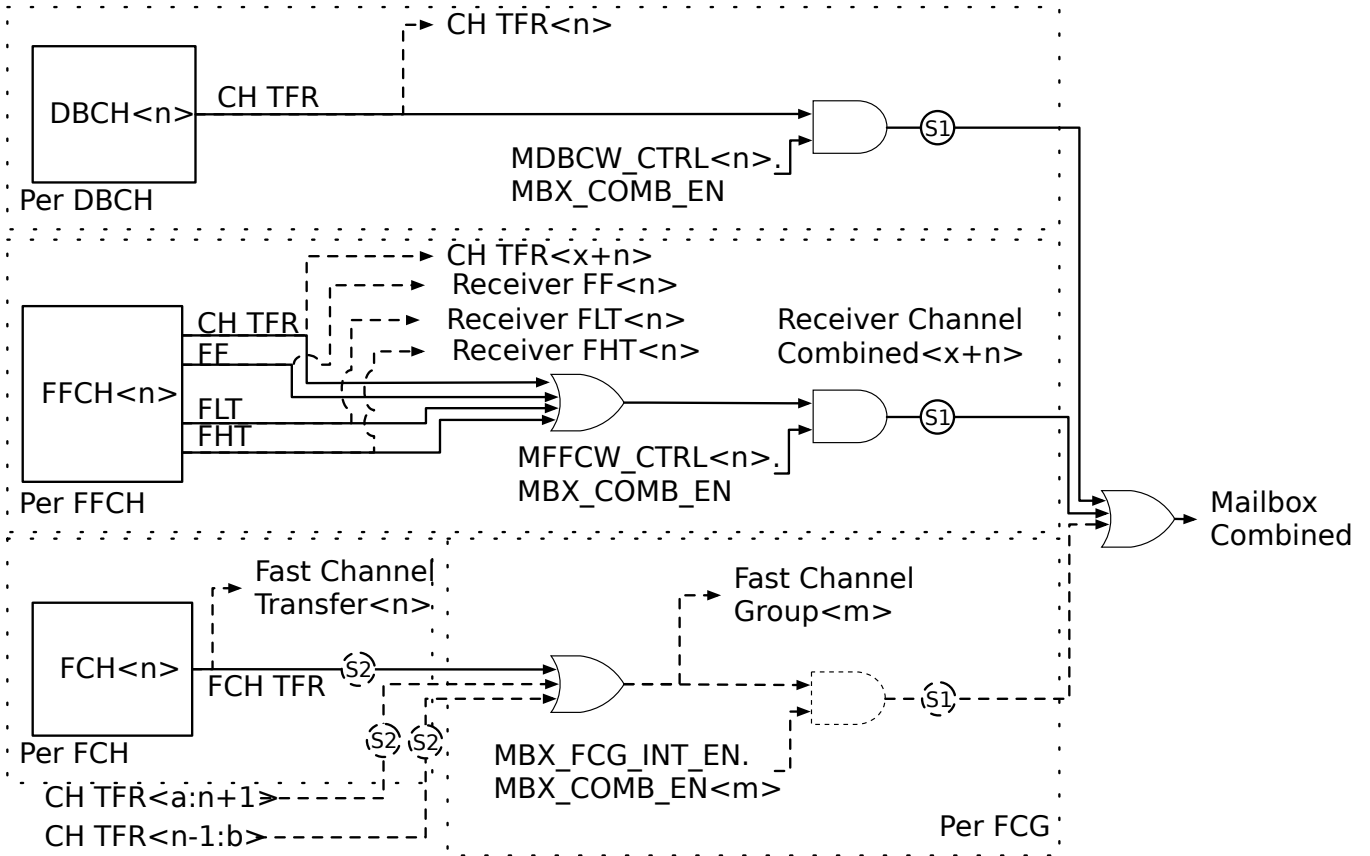 CH TFR<n>
CH TFR
DBCH<n>
S1
MDBCW_CTRL<n>.
MBX_COMB_EN
Per DBCH
CH TFR<x+n>
Receiver FF<n>
CH TFR
Receiver FLT<n>
Receiver Channel
FF
Receiver FHT<n>
Combined<x+n>
FFCH<n>
FLT
S1
FHT
MFFCW_CTRL<n>.
MBX_COMB_EN
Per FFCH
Mailbox
Combined
Fast Channel
Transfer<n>
Fast Channel
Group<m>
FCH<n>
S2
FCH TFR
S1
S2
S2
Per FCH
MBX_FCG_INT_EN.
MBX_COMB_EN<m>
CH TFR<a:n+1>
CH TFR<n-1:b>
Per FCG